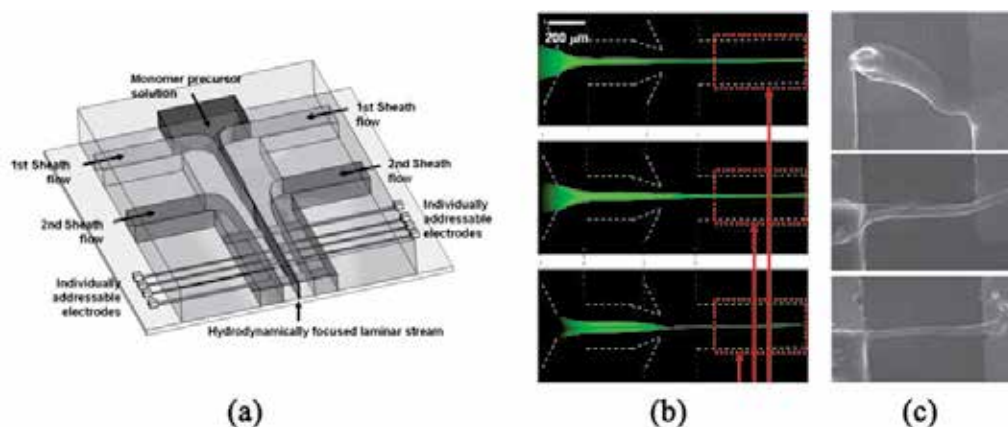 Monomer precursor
solution
1st Sheath
flow
1st Sheath
flow
2nd Sheath
flow
2nd Sheath
flow
Individually
addressable
electrodes
Individually
addressable
electrodes
Hydrodynamically focused laminar stream
200 μm
(a)
(b)
(c)